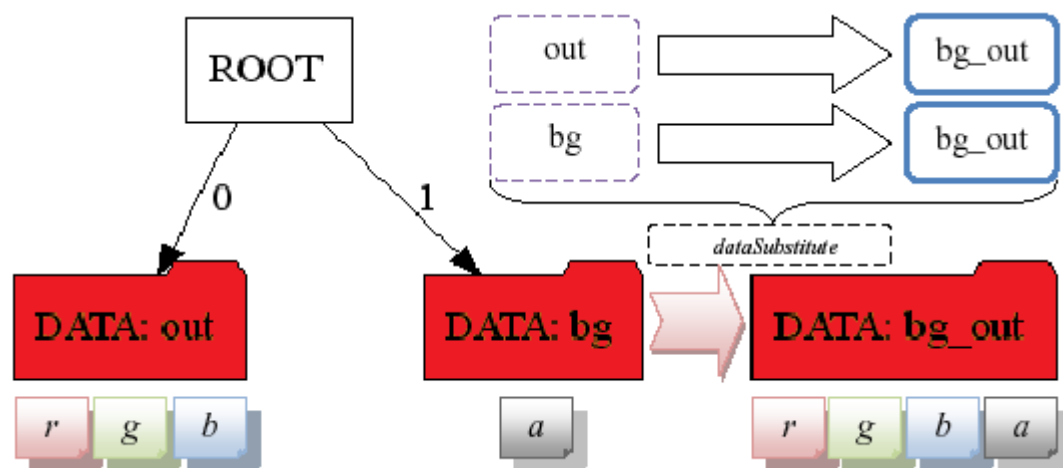 ROOT
out
bg_out
bg
bg_out
0
1
dataSubstitute
DATA: out
DATA: bg
DATA: bg_out
r g b
a
r g b a